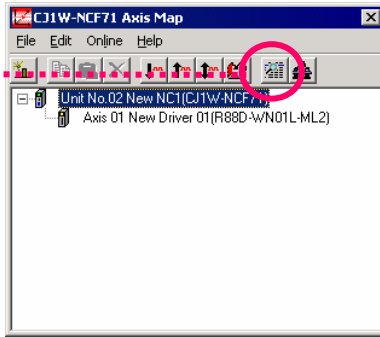 CJ1W-NCF71 Axis Map
File Edit Online Help
Unit No.02 New NC1(CJ1W-NCF71)
Axis 01 New Driver 01(R88D-WN01L-ML2)